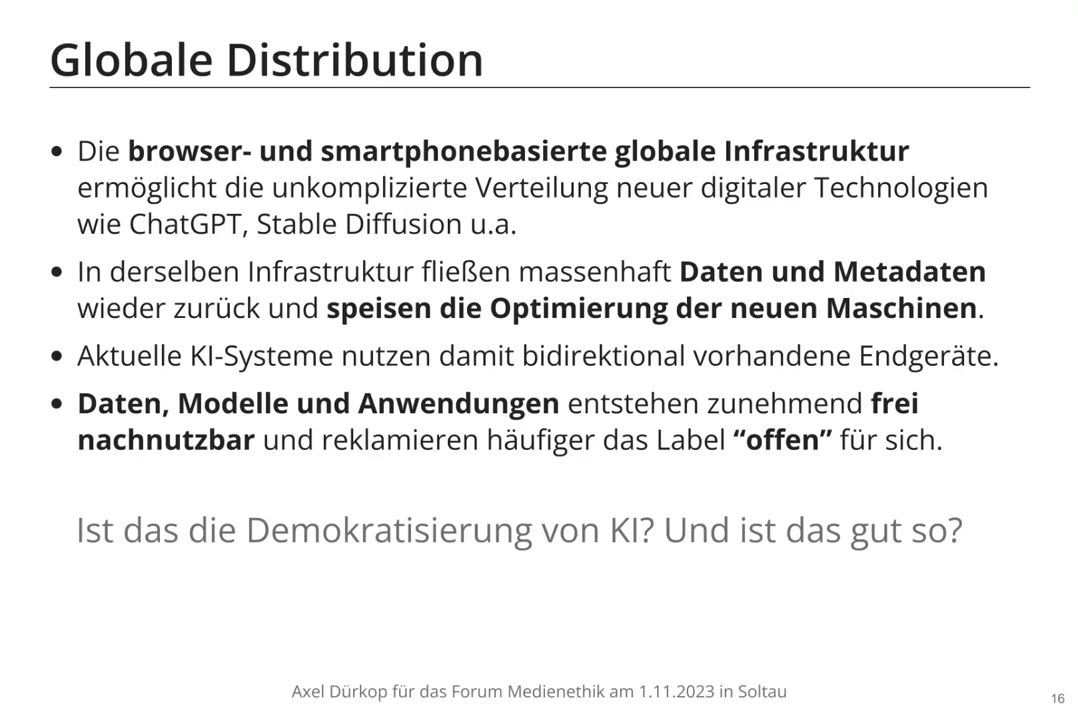 Globale Distribution
• Die browser- und smartphonebasierte globale Infrastruktur
ermöglicht die unkomplizierte Verteilung neuer digitaler Technologien
wie ChatGPT, Stable Diffusion u.a.
• In derselben Infrastruktur fließen massenhaft Daten und Metadaten
wieder zurück und speisen die Optimierung der neuen Maschinen.
• Aktuelle KI-Systeme nutzen damit bidirektional vorhandene Endgeräte.
• Daten, Modelle und Anwendungen entstehen zunehmend frei
nachnutzbar und reklamieren häufiger das Label “offen” für sich.
Ist das die Demokratisierung von KI? Und ist das gut so?
Axel Dürkop für das Forum Medienethik am 1.11.2023 in Soltau
16